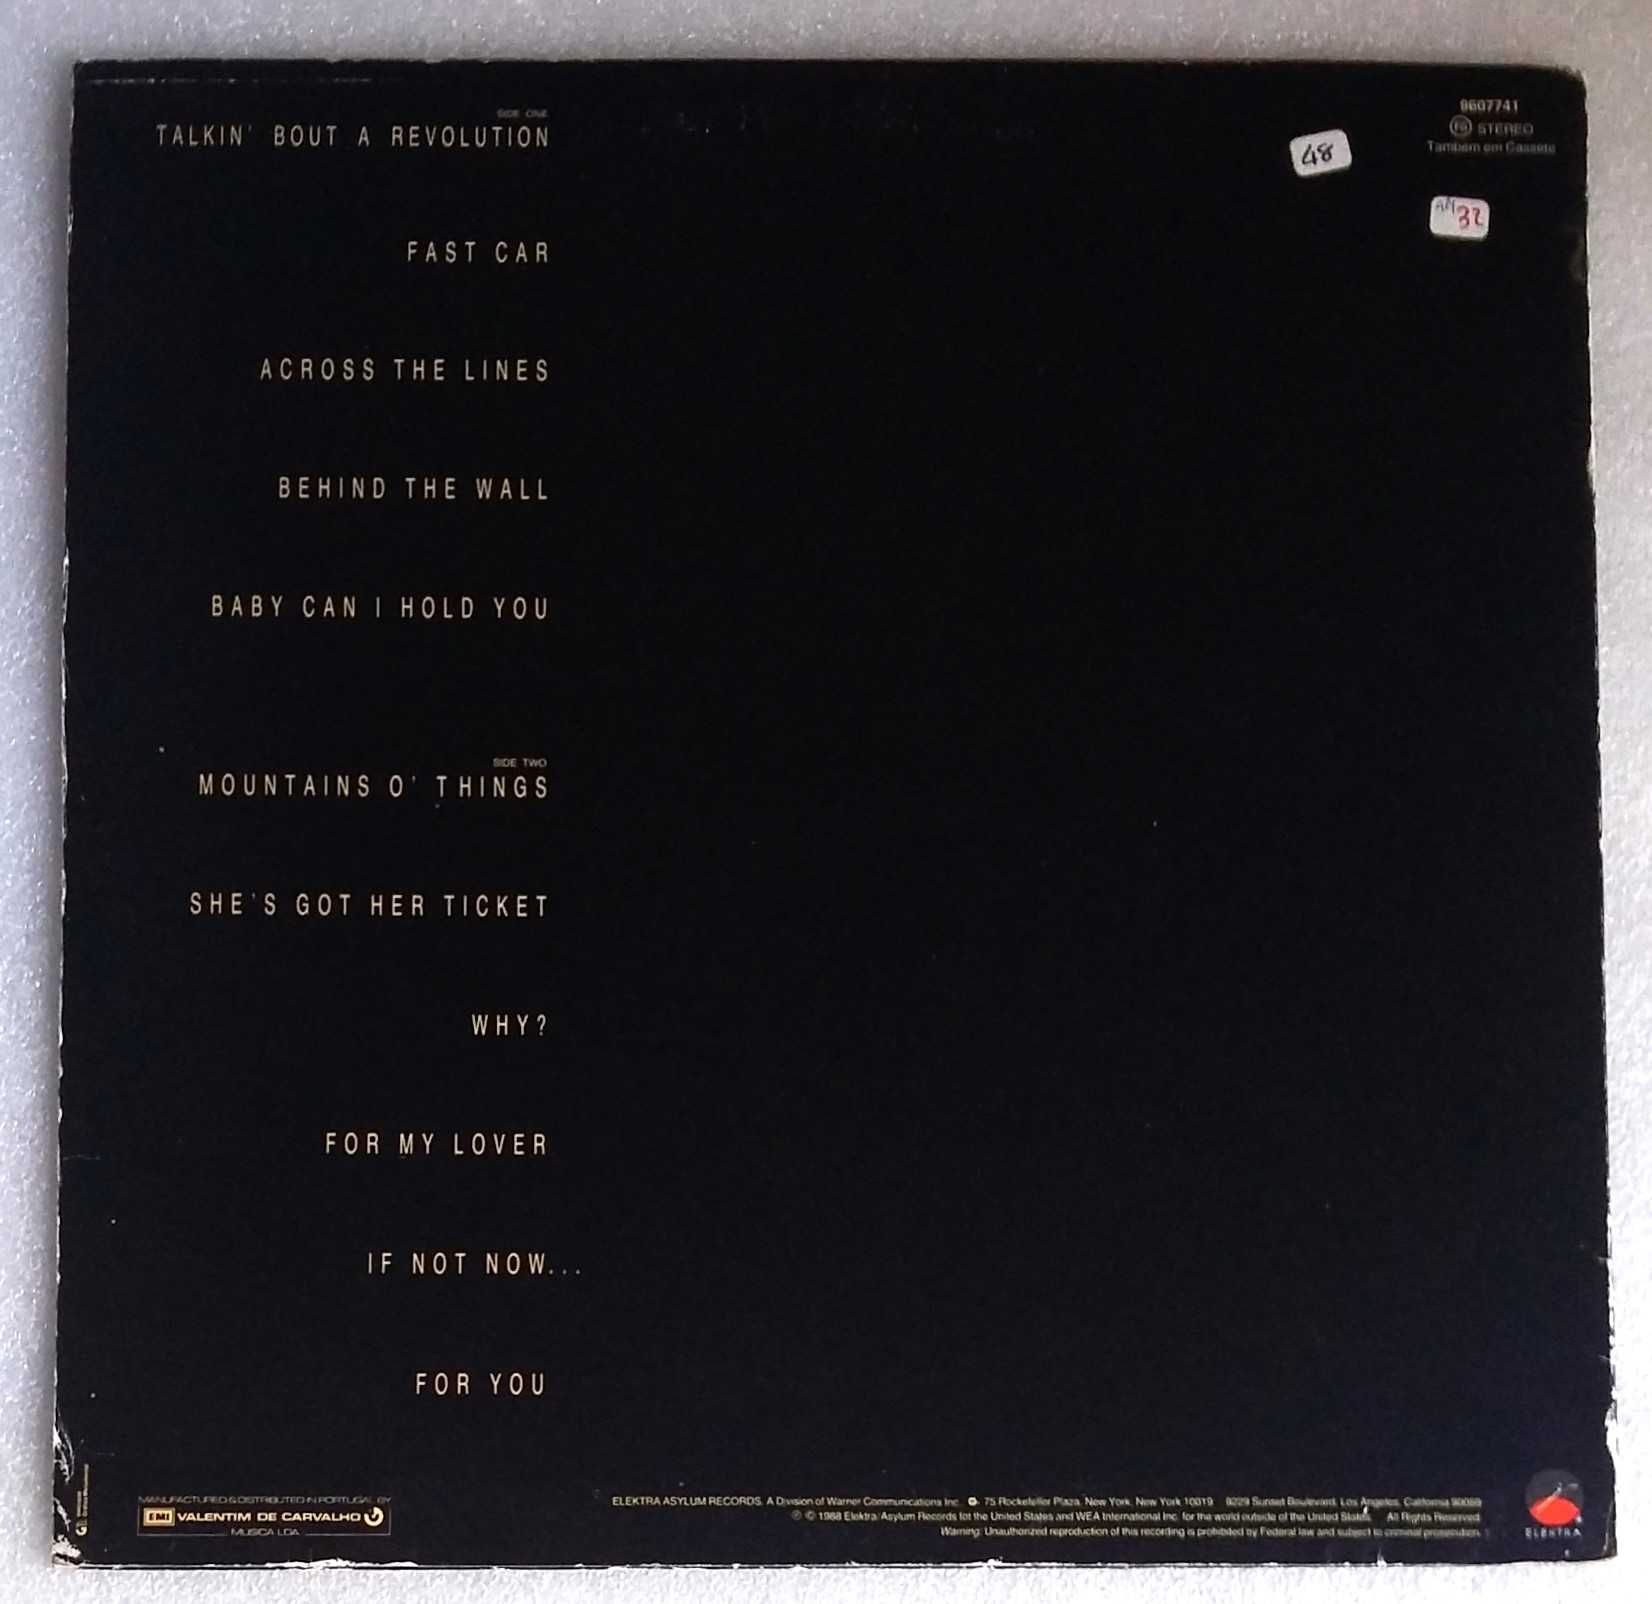 SIDE ONE
TALKIN' BOUT A REVOLUTION
FAST CAR
ACROSS THE LINES
BEHIND THE WALL
BABY CAN I HOLD YOU
SIDE TWO
MOUNTAINS O' THINGS
SHE'S GOT HER TICKET
WHY?
FOR MY LOVER
IF NOT NOW...
FOR YOU
9607741
STEREO
Também em Cassete
48
32
MANUFACTURED & DISTRIBUTED IN PORTUGAL BY
EMI VALENTIM DE CARVALHO
MUSICA LDA
ELEKTRA ASYLUM RECORDS. A Division of Warner Communications Inc. 75 Rockefeller Plaza. New York. New York 10019 9229 Sunset Boulevard. Los Angeles. California 90069
℗ © 1988 Elektra/Asylum Records fot the United States and WEA International Inc. for the world outside of the United States. All Rights Reserved
Warning: Unauthorized reproduction of this recording is prohibited by Federal law and subject to criminal prosecution.
ELEKTRA